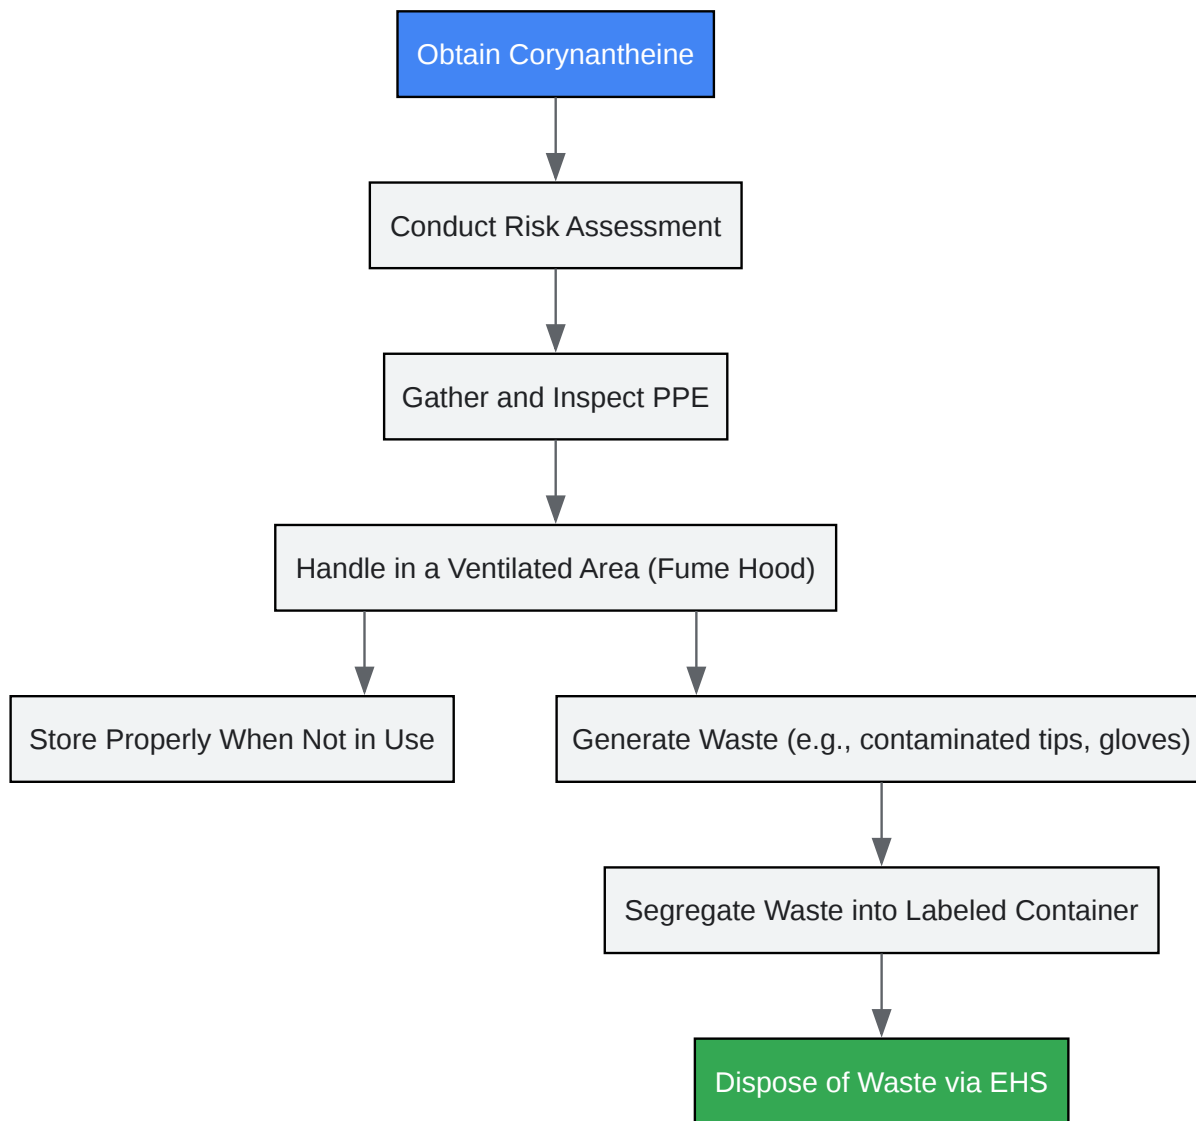 Obtain Corynantheine
Conduct Risk Assessment
Gather and Inspect PPE
Handle in a Ventilated Area (Fume Hood)
Store Properly When Not in Use
Generate Waste (e.g., contaminated tips, gloves)
Segregate Waste into Labeled Container
Dispose of Waste via EHS